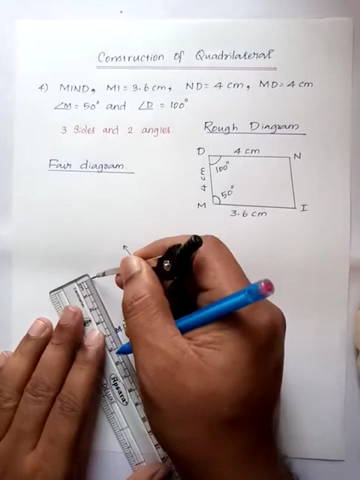 Construction of Quadrilateral
4) MIND, MI = 3.6 cm, ND = 4 cm, MD = 4 cm
∠M = 50° and ∠D = 100°
3 Sides and 2 angles
Rough Diagram
Fair diagram
D 4 cm N
100°
4 cm
50°
M I
3.6 cm
M